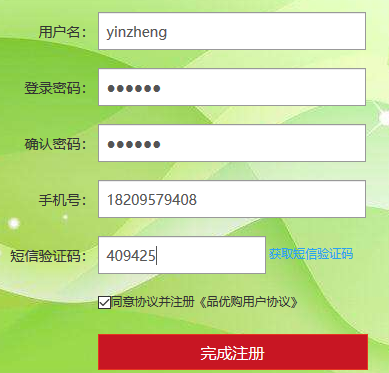 用户名： yinzheng
登录密码： ●●●●●●
确认密码： ●●●●●●
手机号： 18209579408
短信验证码： 409425 获取短信验证码
同意协议并注册《品优购用户协议》
完成注册